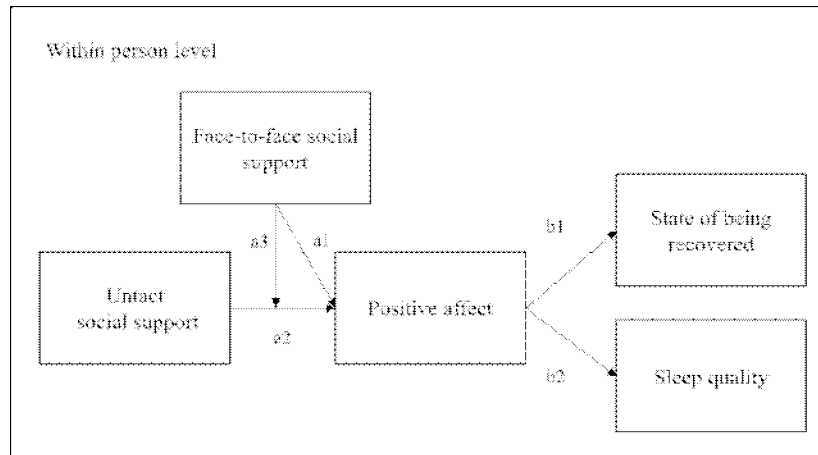 Within person level
Face-to-face social
support
a3
a1
b1
State of being
recovered
Untact
social support
a2
Positive affect
b2
Sleep quality